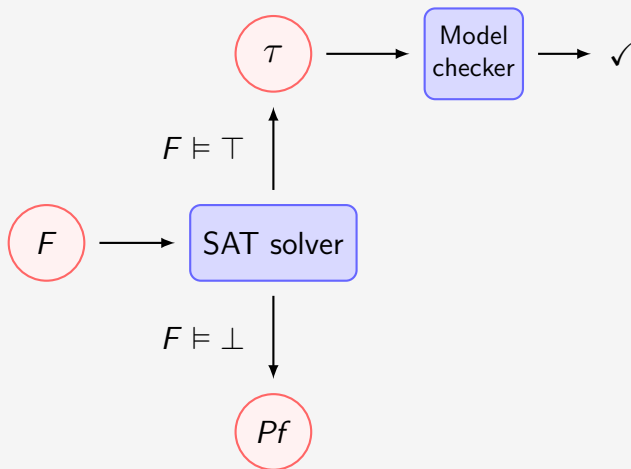 τ
Model
checker
✓
F ⊨ ⊤
F
SAT solver
F ⊨ ⊥
Pf